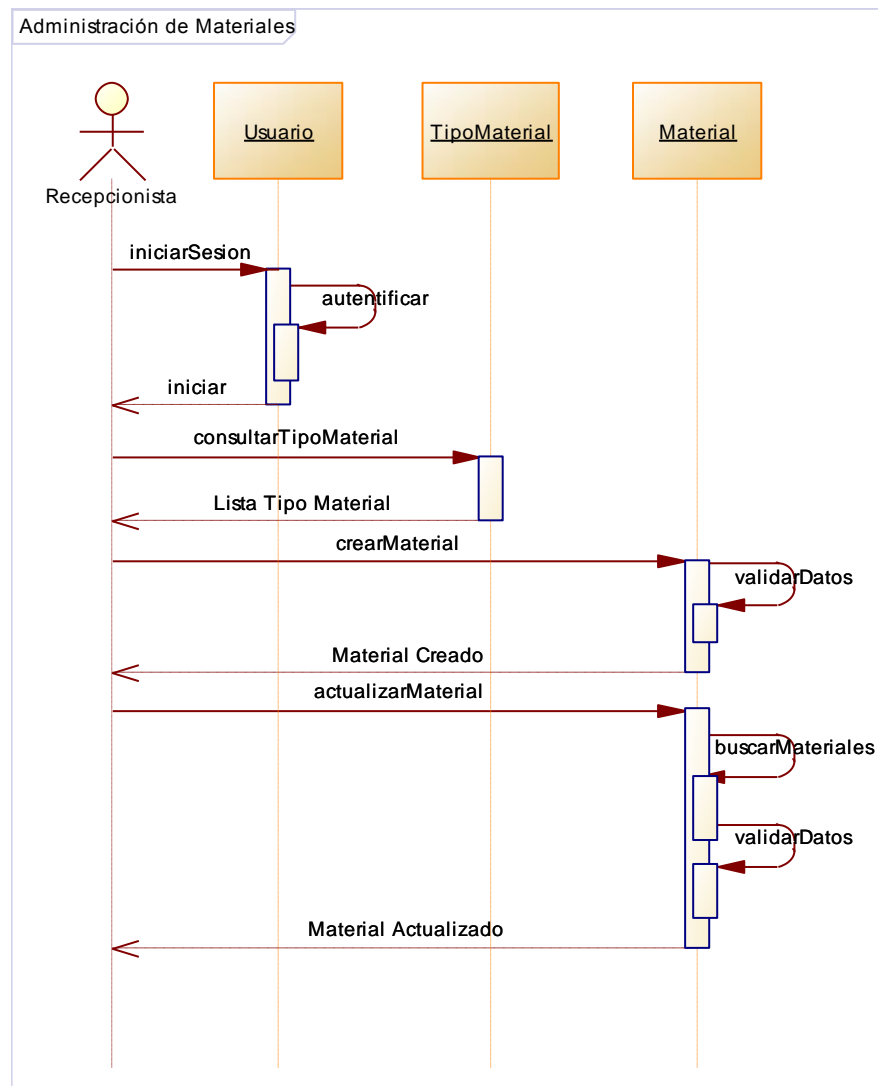 Administración de Materiales
Usuario
TipoMaterial
Material
Recepcionista
iniciarSesion
autentificar
iniciar
consultarTipoMaterial
Lista Tipo Material
crearMaterial
validarDatos
Material Creado
actualizarMaterial
buscarMateriales
validarDatos
Material Actualizado